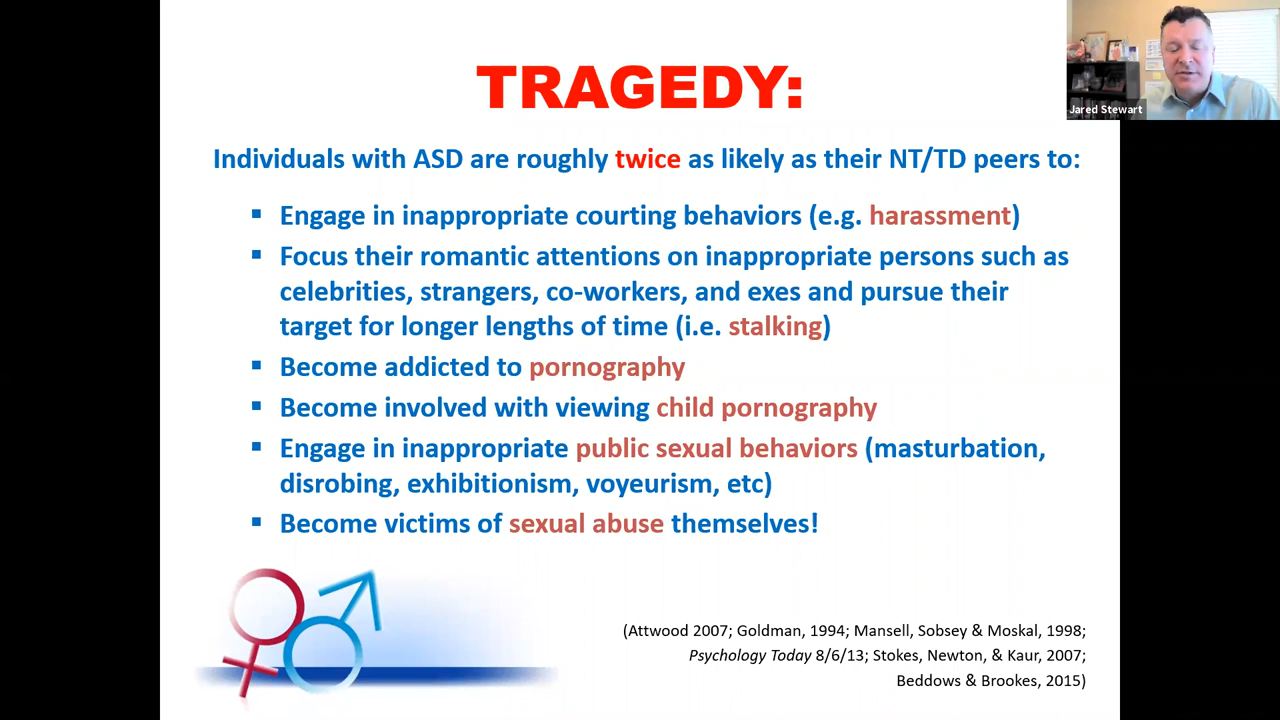 TRAGEDY:
Jared Stewart
Individuals with ASD are roughly twice as likely as their NT/TD peers to:
▪ Engage in inappropriate courting behaviors (e.g. harassment)
▪ Focus their romantic attentions on inappropriate persons such as
celebrities, strangers, co-workers, and exes and pursue their
target for longer lengths of time (i.e. stalking)
▪ Become addicted to pornography
▪ Become involved with viewing child pornography
▪ Engage in inappropriate public sexual behaviors (masturbation,
disrobing, exhibitionism, voyeurism, etc)
▪ Become victims of sexual abuse themselves!
(Attwood 2007; Goldman, 1994; Mansell, Sobsey & Moskal, 1998;
Psychology Today 8/6/13; Stokes, Newton, & Kaur, 2007;
Beddows & Brookes, 2015)